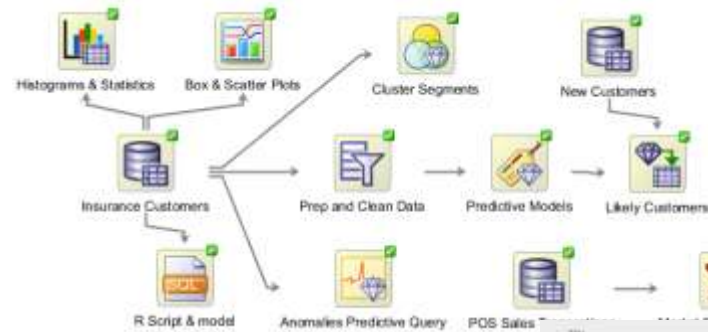 Histograms & Statistics
Box & Scatter Plots
Cluster Segments
New Customers
Insurance Customers
Prep and Clean Data
Predictive Models
Likely Customers
SQL
R Script & model
Anomalies Predictive Query
POS Sales